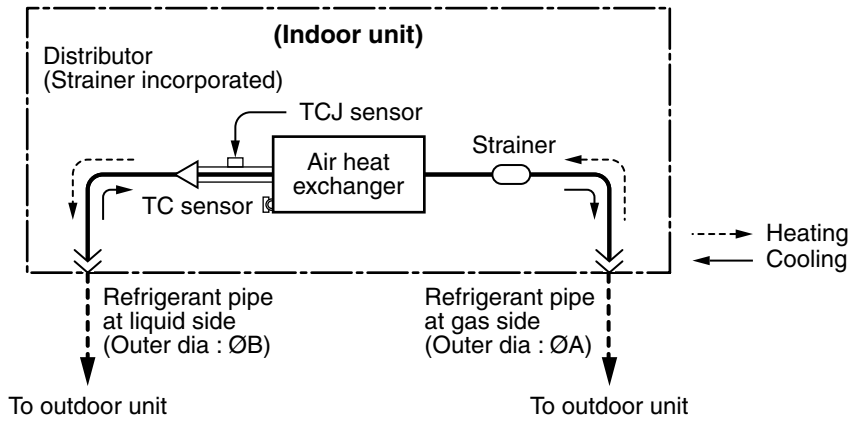 (Indoor unit)
Distributor
(Strainer incorporated)
TCJ sensor
Air heat
exchanger
Strainer
TC sensor
Heating
Cooling
Refrigerant pipe
at liquid side
(Outer dia : ØB)
Refrigerant pipe
at gas side
(Outer dia : ØA)
To outdoor unit
To outdoor unit